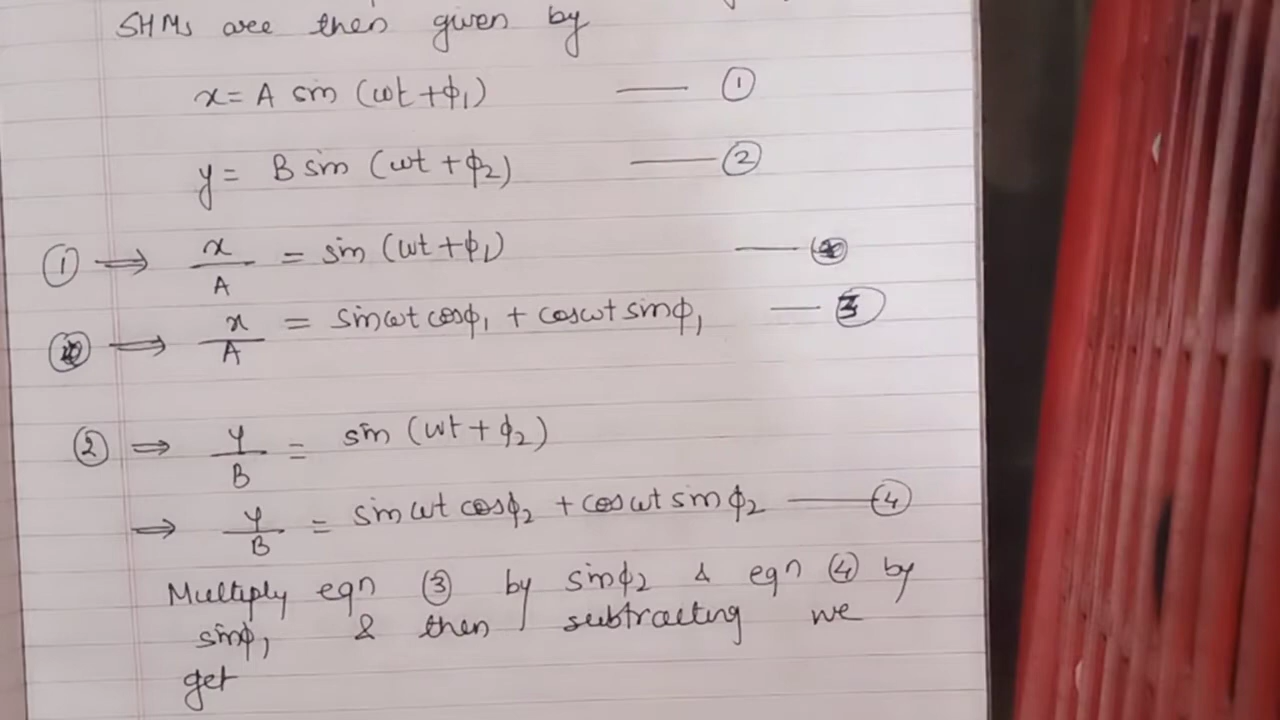 SHMs are then given by
x = A sin (ωt + ϕ₁) —— ①
y = B sin (ωt + ϕ₂) —— ②
① ⟹ x/A = sin (ωt + ϕ₁) ——
⟹ x/A = sinωt cosϕ₁ + cosωt sinϕ₁ — ③
② ⟹ y/B = sin (ωt + ϕ₂)
⟹ y/B = sinωt cosϕ₂ + cosωt sinϕ₂ —— ④
Multiply eqn ③ by sinϕ₂ & eqn ④ by
sinϕ₁ & then subtracting we
get